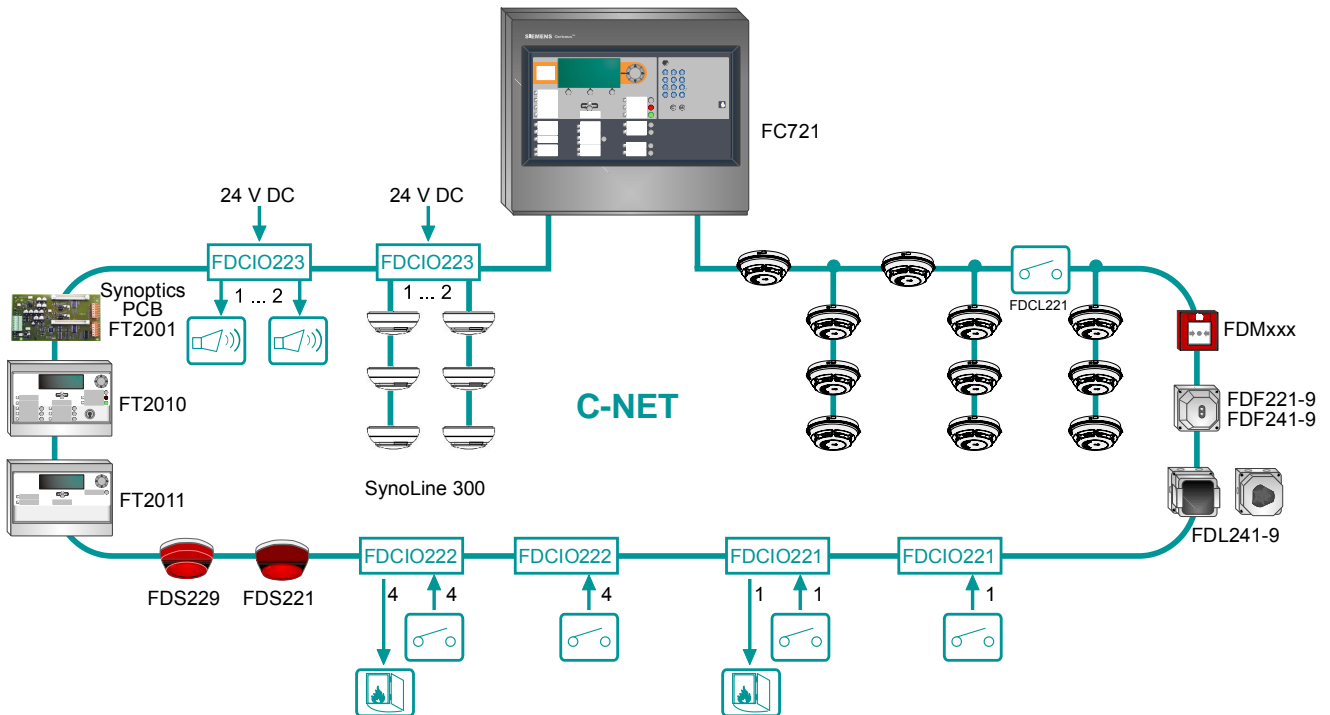 SIEMENS
FC721
24 V DC
24 V DC
FDCIO223
FDCIO223
1 ... 2
1 ... 2
FDCL221
Synoptics
PCB
FT2001
FDMxxx
FT2010
C-NET
FDF221-9
FDF241-9
SynoLine 300
FT2011
FDL241-9
FDCIO222
FDCIO222
FDCIO221
FDCIO221
FDS229
FDS221
4
4
4
1
1
1